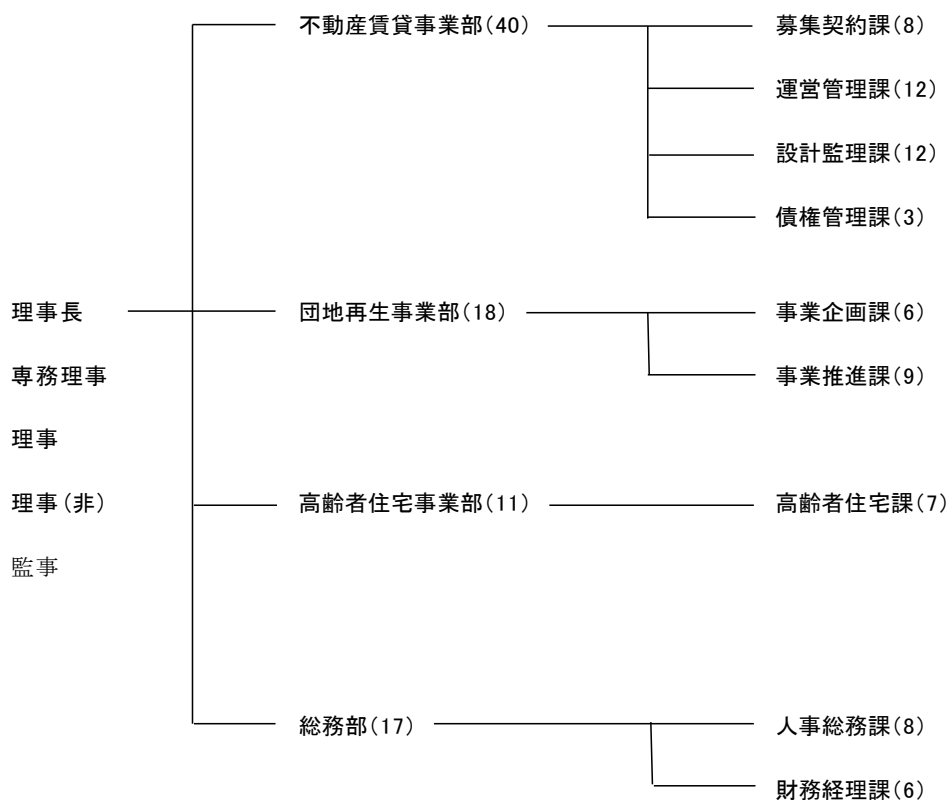 不動産賃貸事業部(40)
募集契約課(8)
運営管理課(12)
設計監理課(12)
債権管理課(3)
理事長
団地再生事業部(18)
事業企画課(6)
専務理事
事業推進課(9)
理事
理事(非)
高齢者住宅事業部(11)
高齢者住宅課(7)
監事
総務部(17)
人事総務課(8)
財務経理課(6)